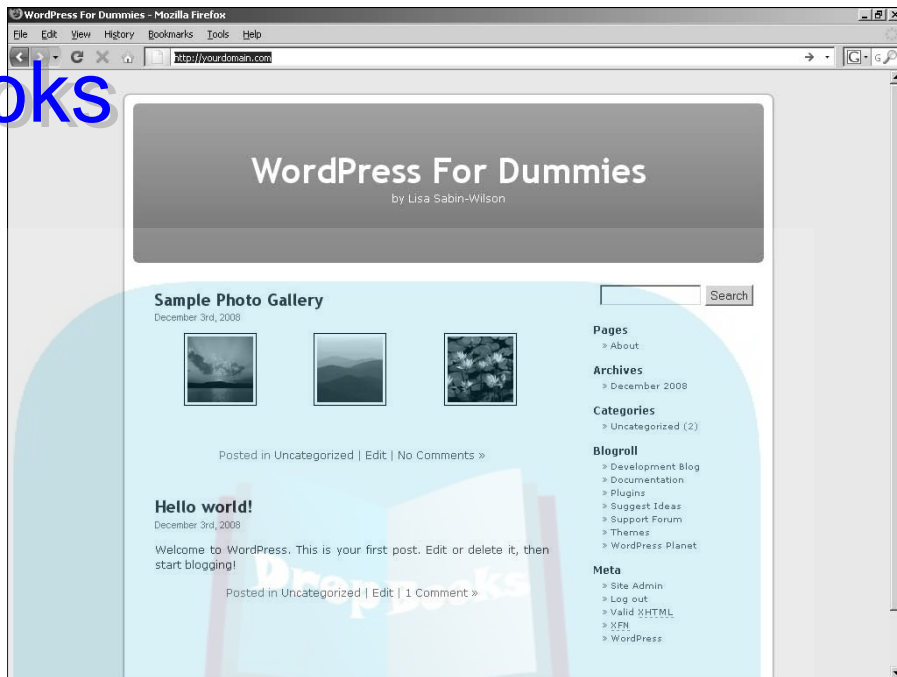 WordPress For Dummies - Mozilla Firefox
File Edit View History Bookmarks Tools Help
http://yourdomain.com
G G
oks
WordPress For Dummies
by Lisa Sabin-Wilson
Sample Photo Gallery
December 3rd, 2008
Posted in Uncategorized | Edit | No Comments »
Hello world!
December 3rd, 2008
Welcome to WordPress. This is your first post. Edit or delete it, then
start blogging!
Posted in Uncategorized | Edit | 1 Comment »
DropBooks
Search
Pages
» About
Archives
» December 2008
Categories
» Uncategorized (2)
Blogroll
» Development Blog
» Documentation
» Plugins
» Suggest Ideas
» Support Forum
» Themes
» WordPress Planet
Meta
» Site Admin
» Log out
» Valid XHTML
» XFN
» WordPress